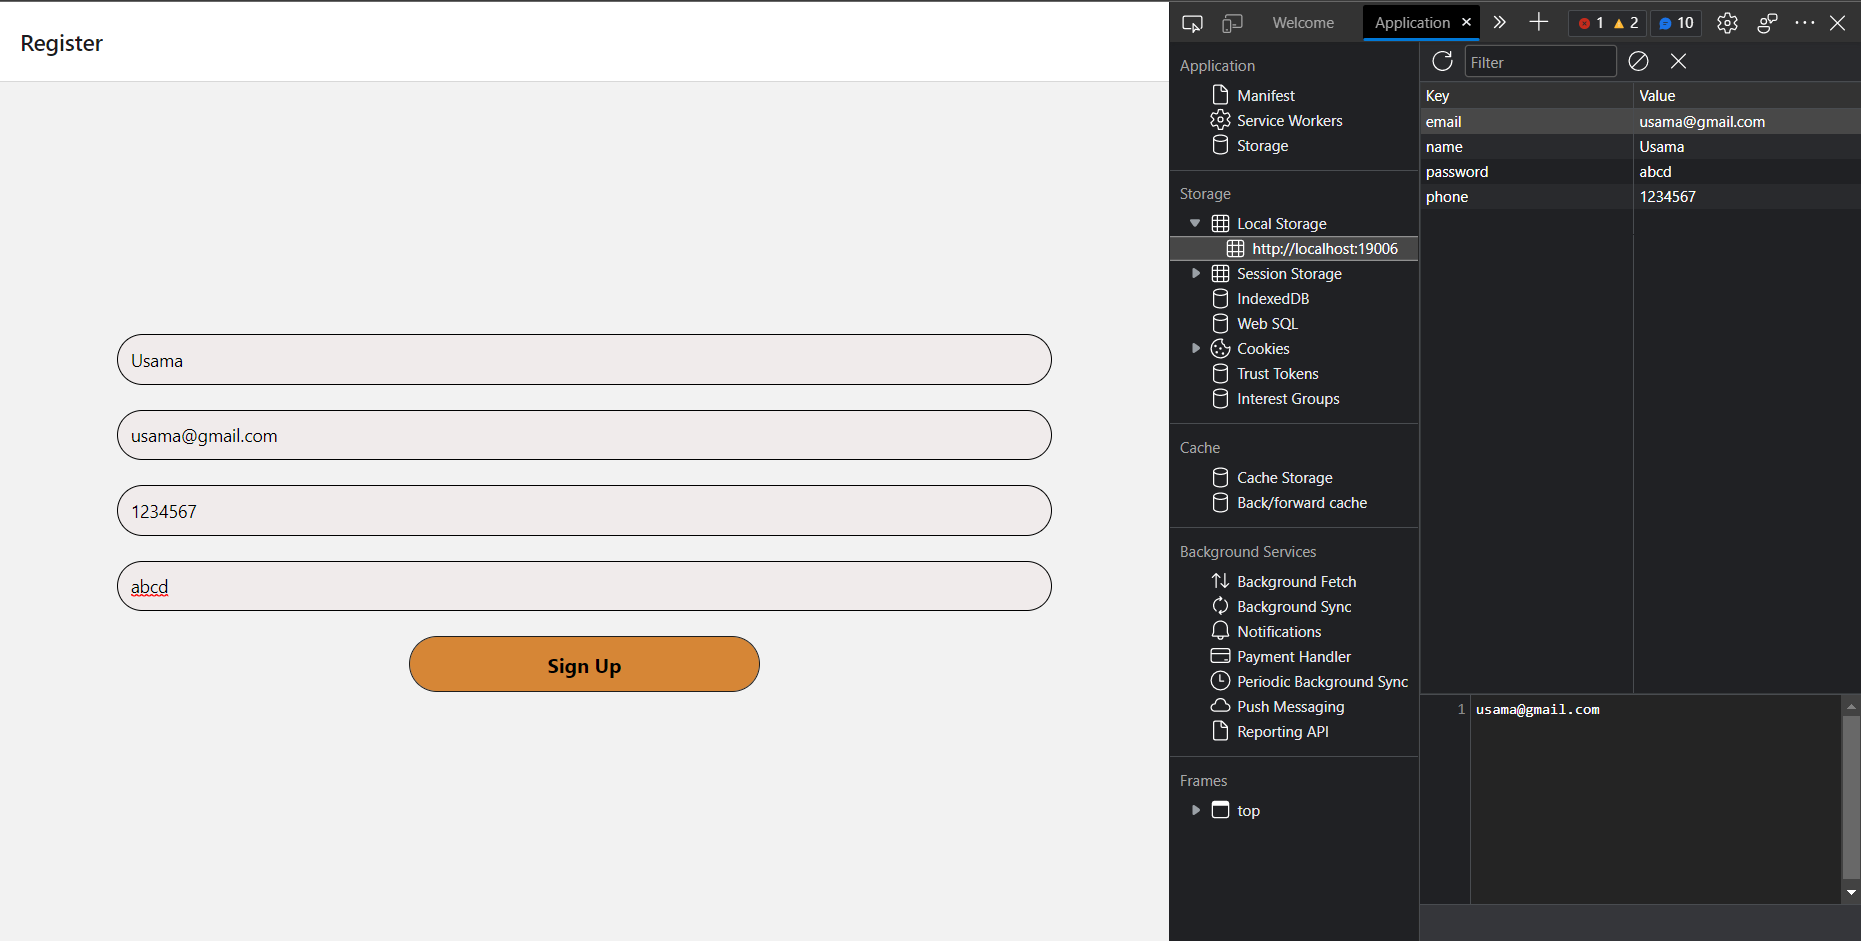 Register
Usama
usama@gmail.com
1234567
abcd
Sign Up
Welcome
Application
1 2 10
Application
Manifest
Service Workers
Storage
Storage
Local Storage
http://localhost:19006
Session Storage
IndexedDB
Web SQL
Cookies
Trust Tokens
Interest Groups
Cache
Cache Storage
Back/forward cache
Background Services
Background Fetch
Background Sync
Notifications
Payment Handler
Periodic Background Sync
Push Messaging
Reporting API
Frames
top
Filter
Key Value
email usama@gmail.com
name Usama
password abcd
phone 1234567
1 usama@gmail.com